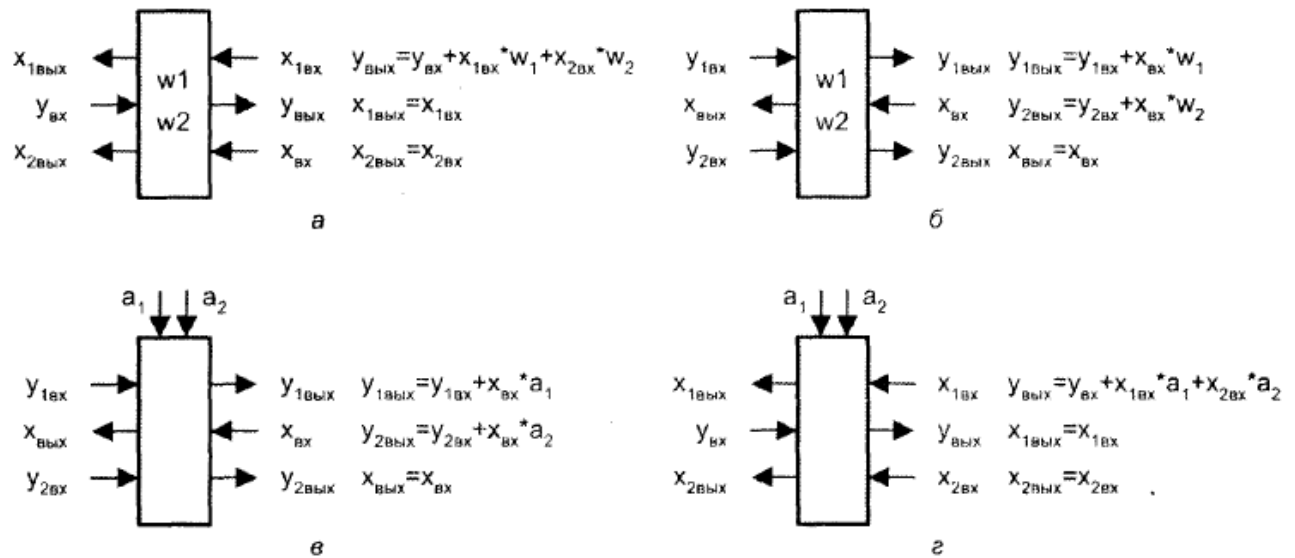 x1вых x1вх yвых=yвх+x1вх*w1+x2вх*w2
w1
yвх yвых x1вых=x1вх
w2
x2вых xвх x2вых=x2вх
а
y1вх y1вых y1вых=y1вх+xвх*w1
w1
xвых xвх y2вых=y2вх+xвх*w2
w2
y2вх y2вых xвых=xвх
б
a1 a2
y1вх y1вых y1вых=y1вх+xвх*a1
xвых xвх y2вых=y2вх+xвх*a2
y2вх y2вых xвых=xвх
в
a1 a2
x1вых x1вх yвых=yвх+x1вх*a1+x2вх*a2
yвх yвых x1вых=x1вх
x2вых x2вх x2вых=x2вх
г